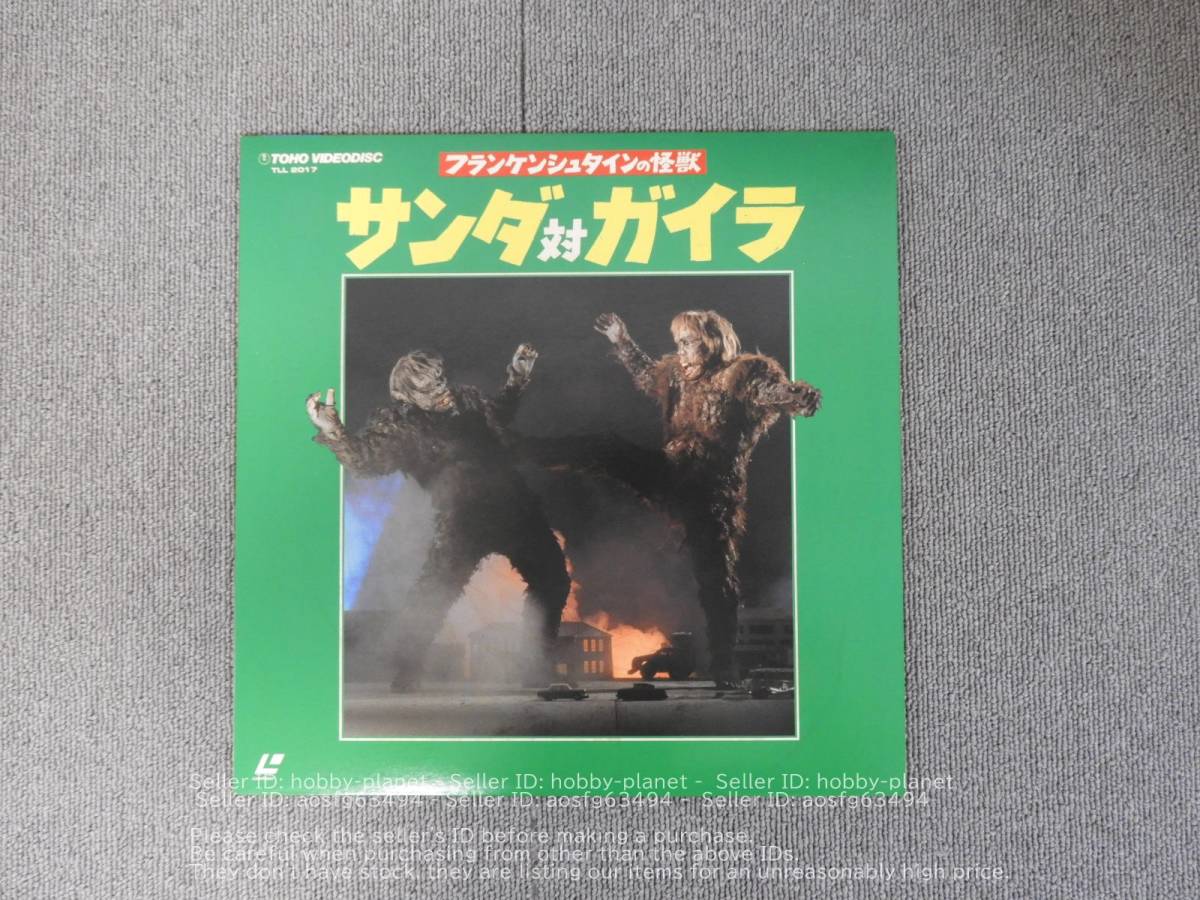 TOHO VIDEODISC
TLL 2017
フランケンシュタインの怪獣
サンダ対ガイラ
Seller ID: hobby-planet - Seller ID: hobby-planet - Seller ID: hobby-planet
Seller ID: aosfg63494 - Seller ID: aosfg63494 - Seller ID: aosfg63494
Please check the seller's ID before making a purchase.
Be careful when purchasing from other than the above IDs.
They don't have stock, they are listing our items for an unreasonably high price.